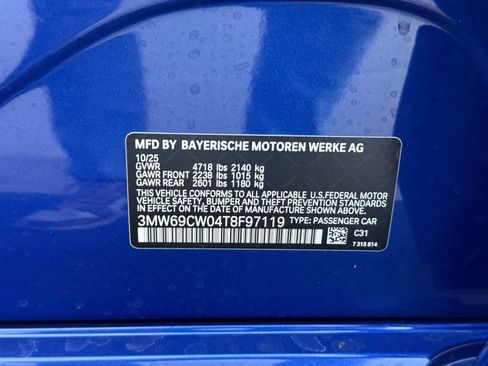 MFD BY BAYERISCHE MOTOREN WERKE AG
10/25
GVWR 4718 lbs 2140 kg
GAWR FRONT 2238 lbs 1015 kg
GAWR REAR 2601 lbs 1180 kg
THIS VEHICLE CONFORMS TO ALL APPLICABLE U.S.FEDERAL MOTOR
VEHICLE SAFETY, BUMPER AND THEFT PREVENTION STANDARDS IN
EFFECT ON THE DATE OF MANUFACTURE SHOWN ABOVE.
3MW69CW04T8F97119 TYPE: PASSENGER CAR
C31
7 315 814